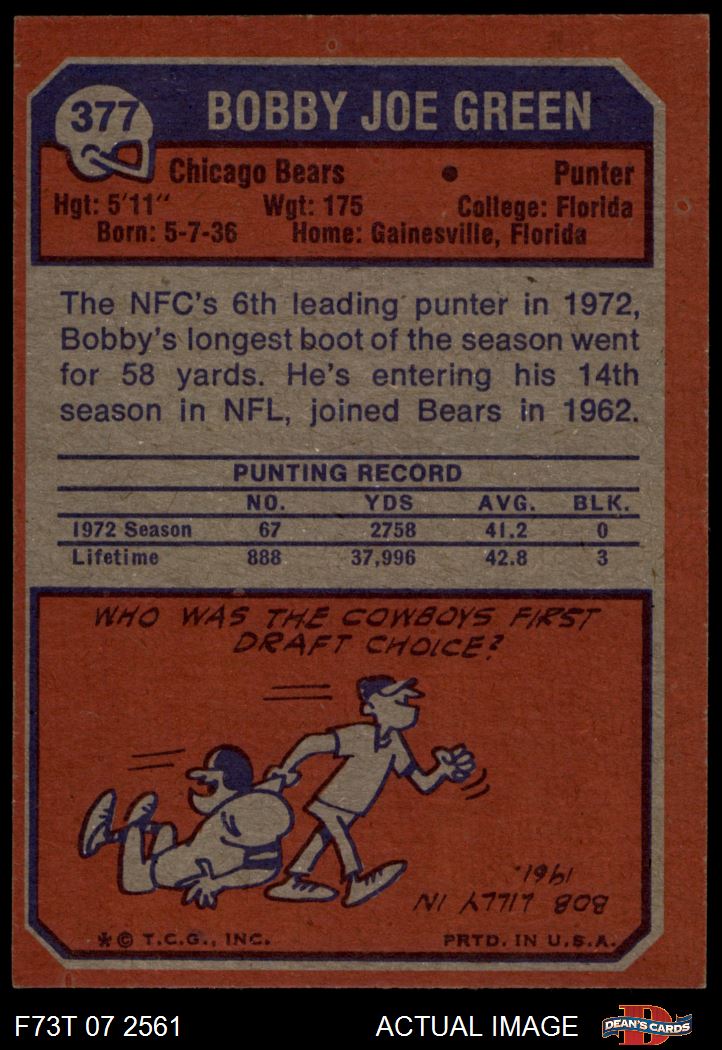 377
BOBBY JOE GREEN
Chicago Bears • Punter
Hgt: 5'11" Wgt: 175 College: Florida
Born: 5-7-36 Home: Gainesville, Florida
The NFC's 6th leading punter in 1972,
Bobby's longest boot of the season went
for 58 yards. He's entering his 14th
season in NFL, joined Bears in 1962.
PUNTING RECORD
NO. YDS AVG. BLK.
1972 Season 67 2758 41.2 0
Lifetime 888 37,996 42.8 3
WHO WAS THE COWBOYS FIRST
DRAFT CHOICE?
BOB LILLY IN
1961.
* © T.C.G., INC. PRTD. IN U.S.A.
F73T 07 2561 ACTUAL IMAGE
D
DEAN'S CARDS